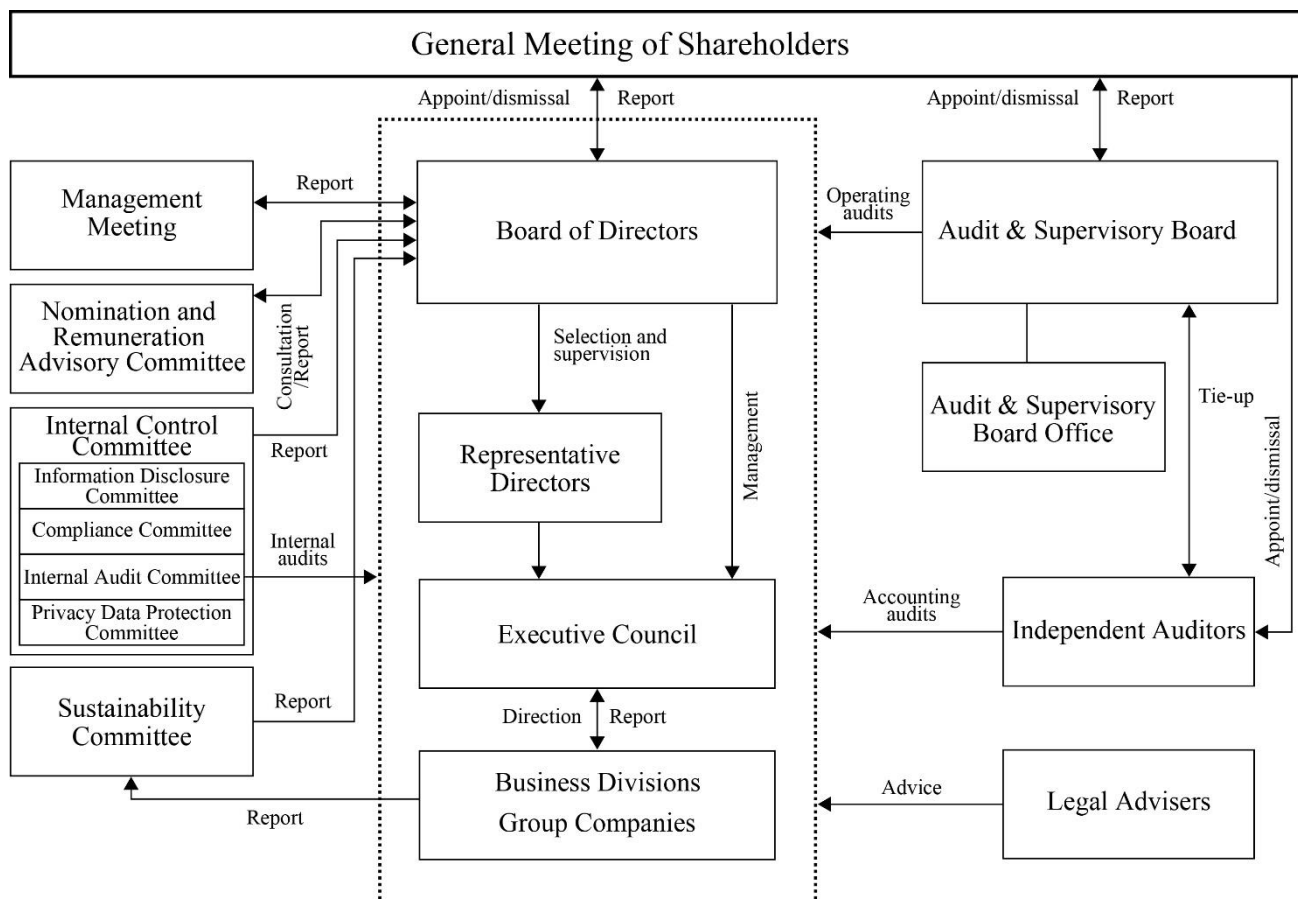 General Meeting of Shareholders
Appoint/dismissal
Report
Appoint/dismissal
Report
Management
Meeting
Report
Board of Directors
Operating
audits
Audit & Supervisory Board
Nomination and
Remuneration
Advisory Committee
Consultation
/Report
Selection and
supervision
Management
Audit & Supervisory
Board Office
Tie-up
Appoint/dismissal
Internal Control
Committee
Report
Information Disclosure
Committee
Compliance Committee
Internal Audit Committee
Privacy Data Protection
Committee
Internal
audits
Representative
Directors
Executive Council
Accounting
audits
Independent Auditors
Sustainability
Committee
Report
Direction
Report
Business Divisions
Group Companies
Report
Advice
Legal Advisers